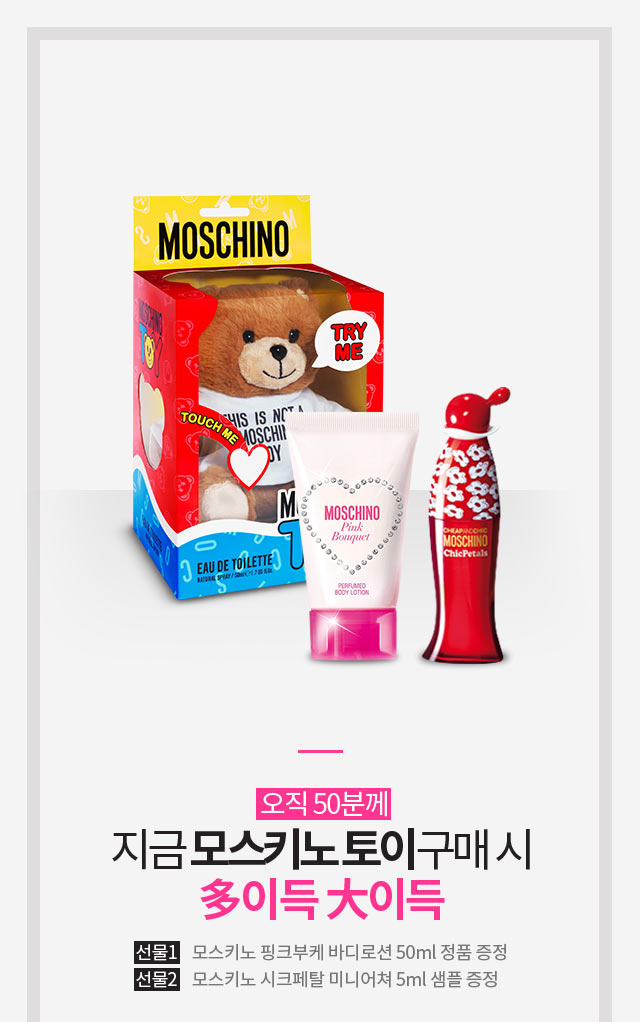 MOSCHINO
MOSCHINO
TOY
TRY
ME
TOUCH ME
THIS IS NOT A
MOSCHINO
EAU DE TOILETTE
MOSCHINO
Pink
Bouquet
PERFUMED
BODY LOTION
CHEAPANDCHIC
MOSCHINO
ChicPetals
오직 50분께
지금 모스키노 토이구매 시
多이득 大이득
선물1 모스키노 핑크부케 바디로션 50ml 정품 증정
선물2 모스키노 시크페탈 미니어쳐 5ml 샘플 증정